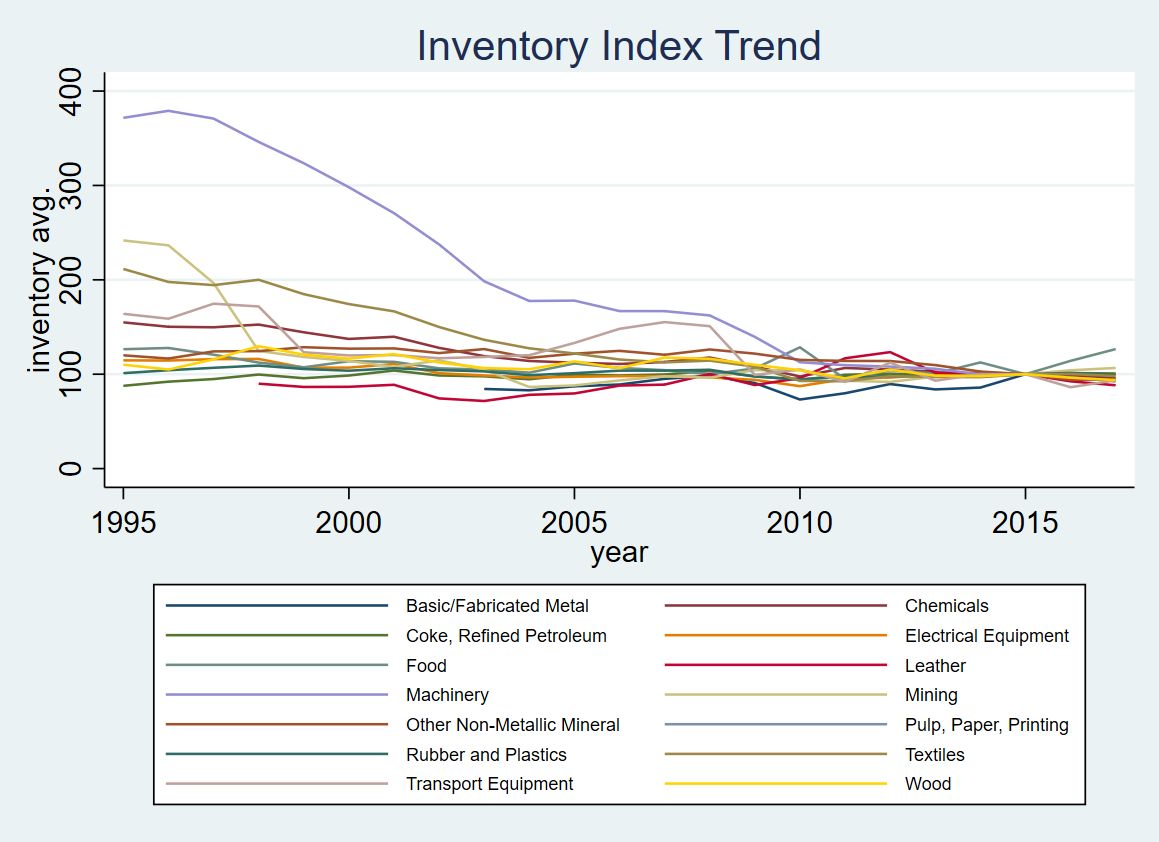 Inventory Index Trend
inventory avg.
400
300
200
100
0
1995 2000 2005 2010 2015
year
Basic/Fabricated Metal Chemicals
Coke, Refined Petroleum Electrical Equipment
Food Leather
Machinery Mining
Other Non-Metallic Mineral Pulp, Paper, Printing
Rubber and Plastics Textiles
Transport Equipment Wood